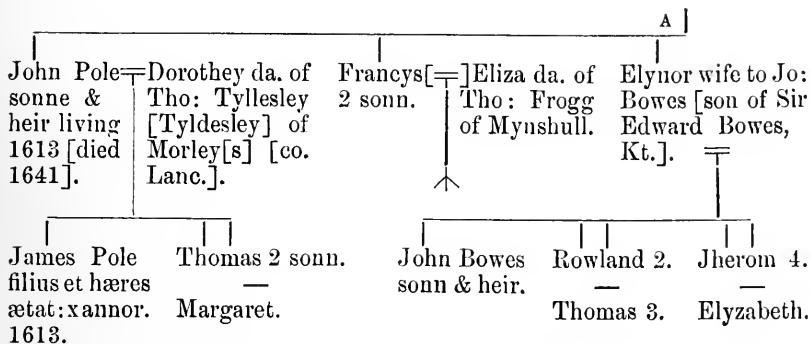 A
John Pole
sonne &
heir living
1613 [died
1641].
Dorothey da. of
Tho: Tyllesley
[Tyldesley] of
Morley[s] [co.
Lanc.].
Francys[=]
2 sonn.
Eliza da. of
Tho: Frogg
of Mynshull.
Elynor wife to Jo:
Bowes [son of Sir
Edward Bowes,
Kt.].
James Pole
filius et hæres
ætat: x annor.
1613.
Thomas 2 sonn.
—
Margaret.
John Bowes
sonn & heir.
Rowland 2.
—
Thomas 3.
Jherom 4.
—
Elyzabeth.